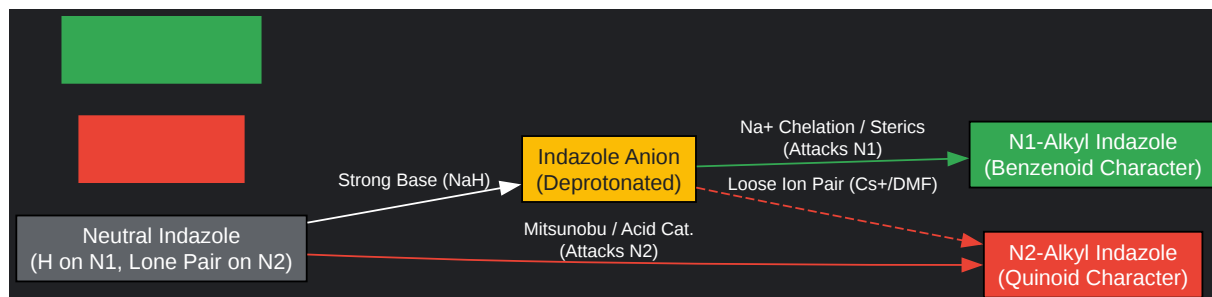 Na+ Chelation / Sterics
(Attacks N1)
N1-Alkyl Indazole
(Benzenoid Character)
Indazole Anion
(Deprotonated)
Strong Base (NaH)
Loose Ion Pair (Cs+/DMF)
Neutral Indazole
(H on N1, Lone Pair on N2)
Mitsunobu / Acid Cat.
(Attacks N2)
N2-Alkyl Indazole
(Quinoid Character)